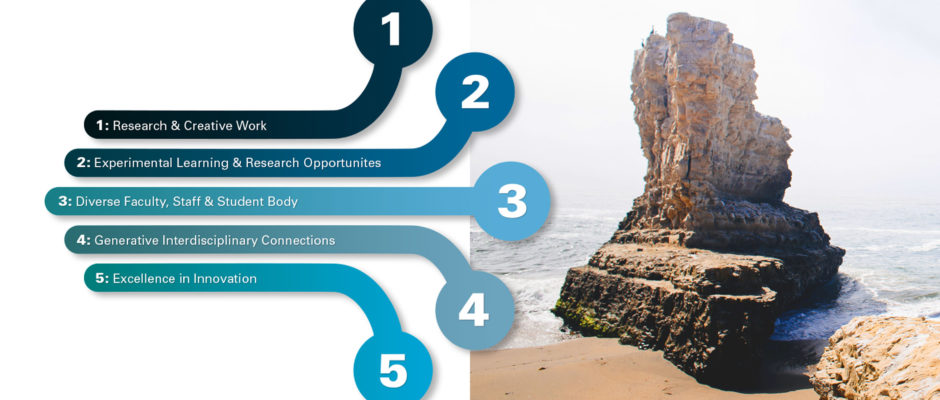 1
2
1: Research & Creative Work
2: Experimental Learning & Research Opportunites
3: Diverse Faculty, Staff & Student Body
3
4: Generative Interdisciplinary Connections
5: Excellence in Innovation
4
5